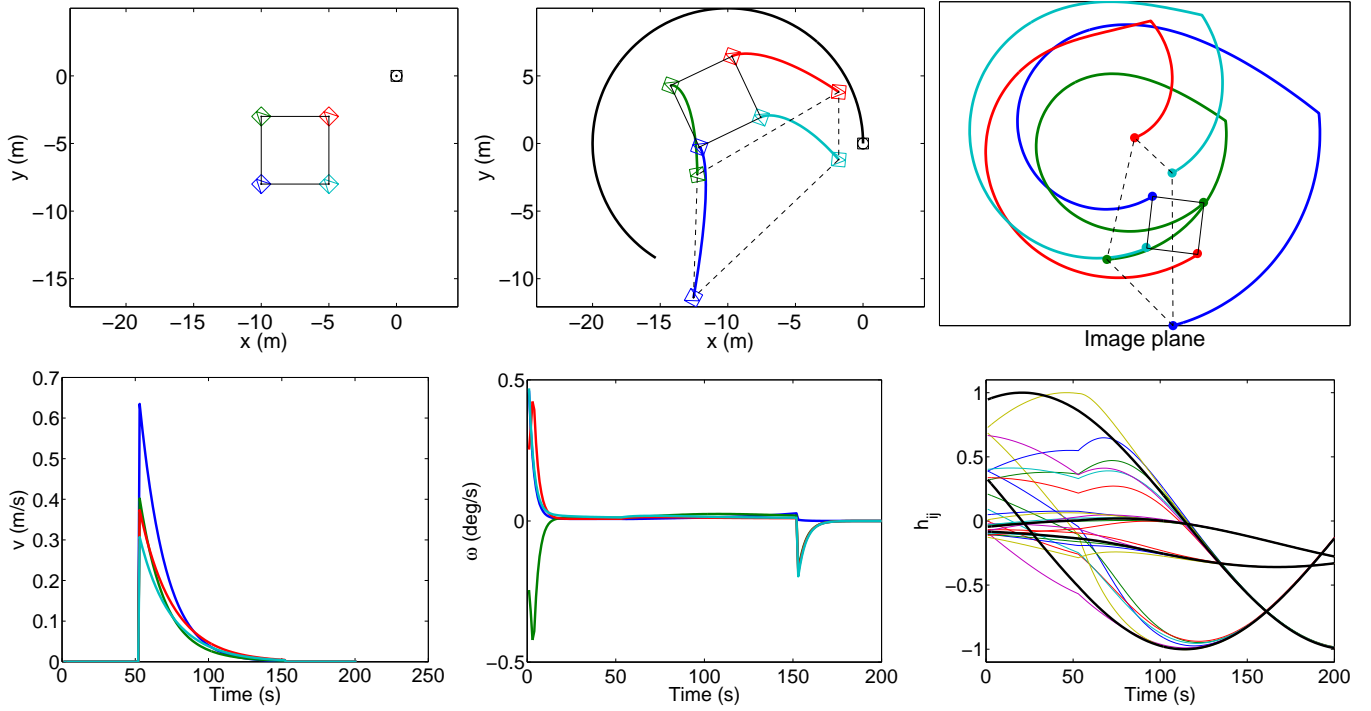 0
−5
−10
−15
y (m)
−20 −15 −10 −5 0
x (m)
5
0
−5
−10
y (m)
−20 −15 −10 −5 0
x (m)
Image plane
0.7
0.6
0.5
0.4
0.3
0.2
0.1
0
v (m/s)
0 50 100 150 200 250
Time (s)
0.5
0
−0.5
ω (deg/s)
0 50 100 150 200
Time (s)
1
0.5
0
−0.5
−1
h_ij
0 50 100 150 200
Time (s)